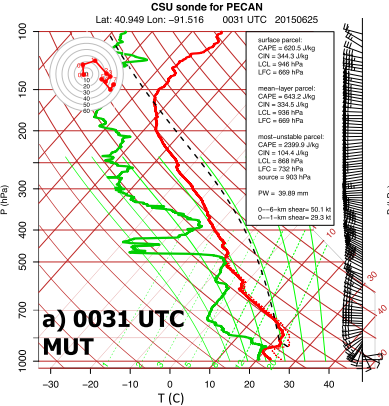 CSU sonde for PECAN
Lat: 40.949 Lon: −91.516 0031 UTC 20150625
100
150
200
300
400
500
700
1000
P (hPa)
surface parcel:
CAPE = 620.5 J/kg
CIN = 344.3 J/kg
LCL = 946 hPa
LFC = 669 hPa
mean−layer parcel:
CAPE = 643.2 J/kg
CIN = 334.5 J/kg
LCL = 936 hPa
LFC = 669 hPa
most−unstable parcel:
CAPE = 2399.9 J/kg
CIN = 104.4 J/kg
LCL = 868 hPa
LFC = 732 hPa
source = 903 hPa
PW = 39.89 mm
0−−6−km shear= 50.1 kt
0−−1−km shear= 29.3 kt
0
10
20
30
40
50
60
10
30
40
a) 0031 UTC
MUT
−30 −20 −10 0 10 20 30 40
T (C)